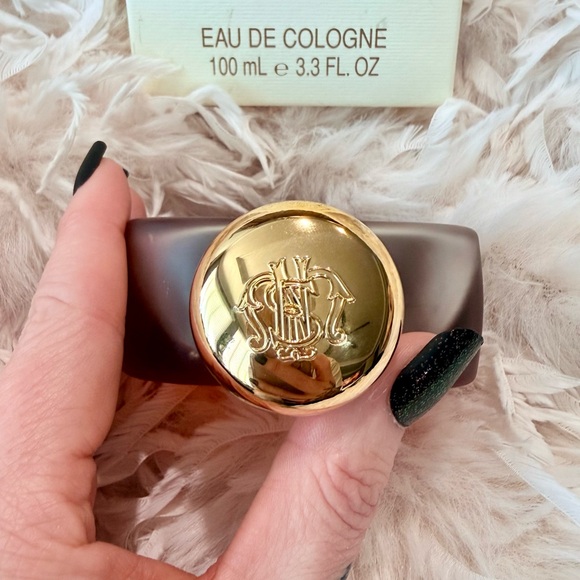 EAU DE COLOGNE
100 mL ℮ 3.3 FL. OZ